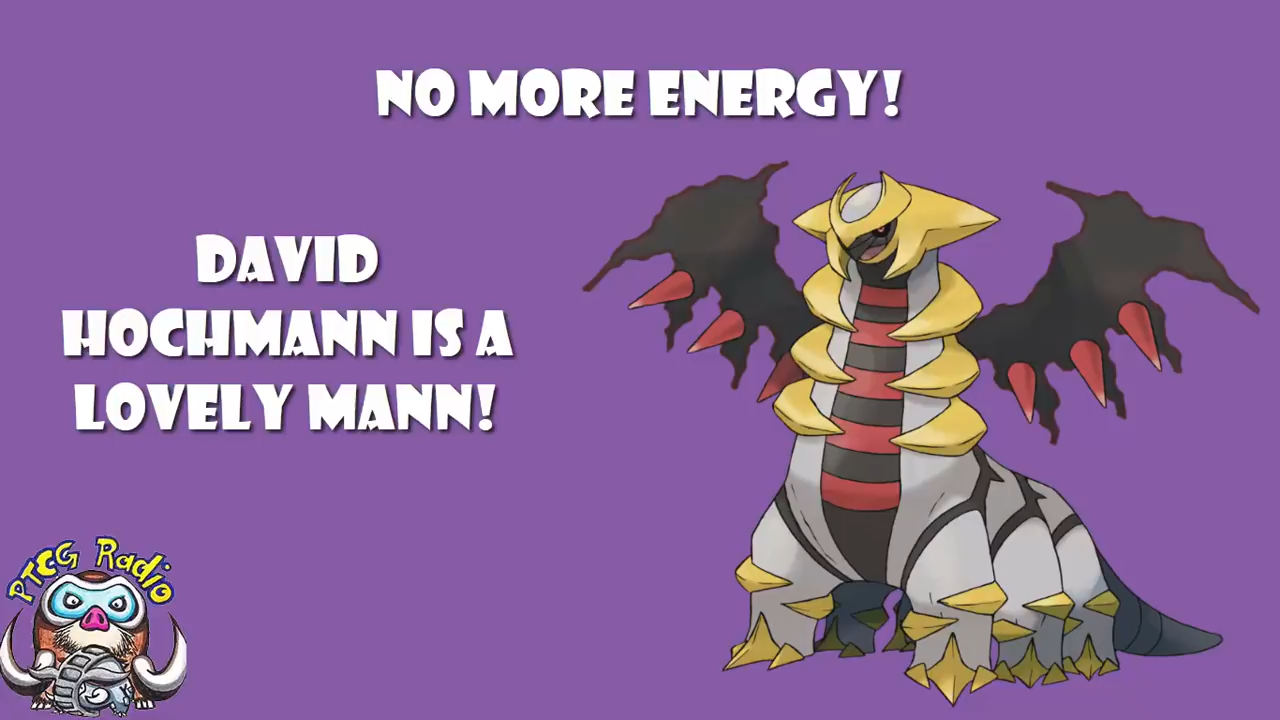 NO MORE ENERGY!
DAVID
HOCHMANN IS A
LOVELY MANN!
PTCG Radio